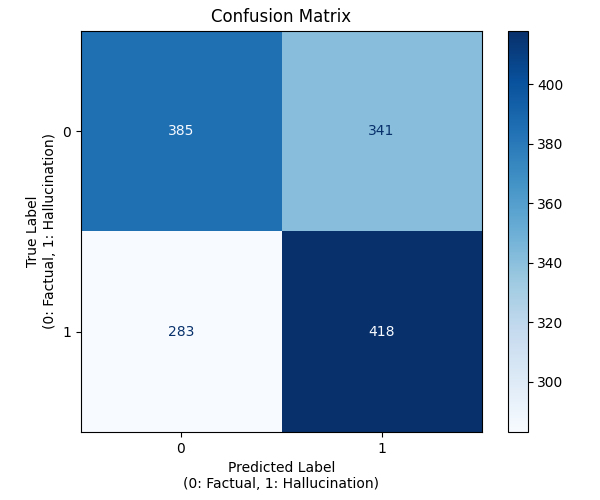 Confusion Matrix
True Label
(0: Factual, 1: Hallucination)
0
385
341
1
283
418
0
1
Predicted Label
(0: Factual, 1: Hallucination)
400
380
360
340
320
300